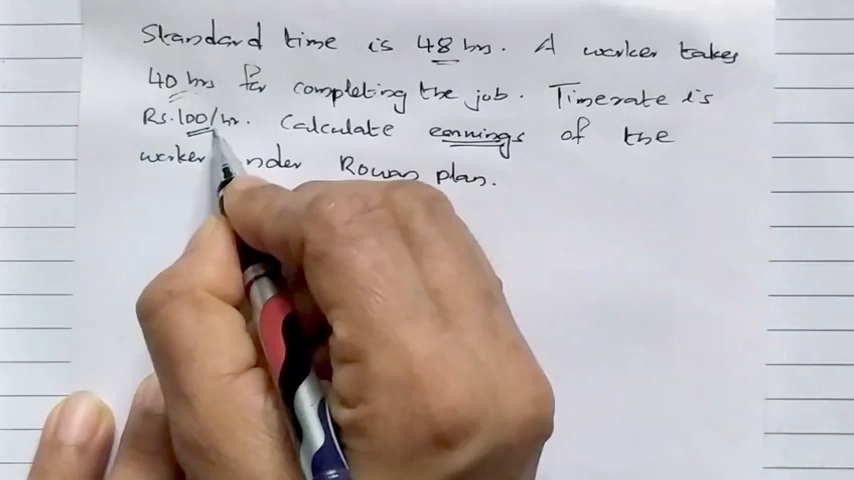 Standard time is 48 hrs. A worker takes
40 hrs for completing the job. Timerate is
Rs.100/hr. Calculate earnings of the
worker under Rowan plan.